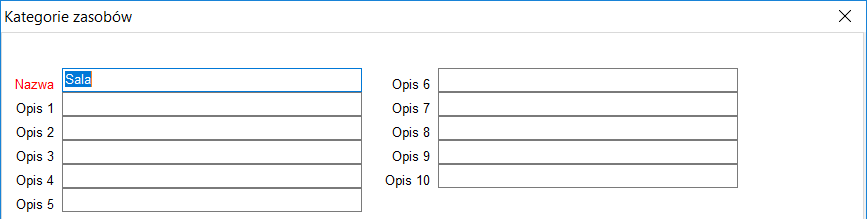 Kategorie zasobów
Nazwa Sala
Opis 1
Opis 2
Opis 3
Opis 4
Opis 5
Opis 6
Opis 7
Opis 8
Opis 9
Opis 10